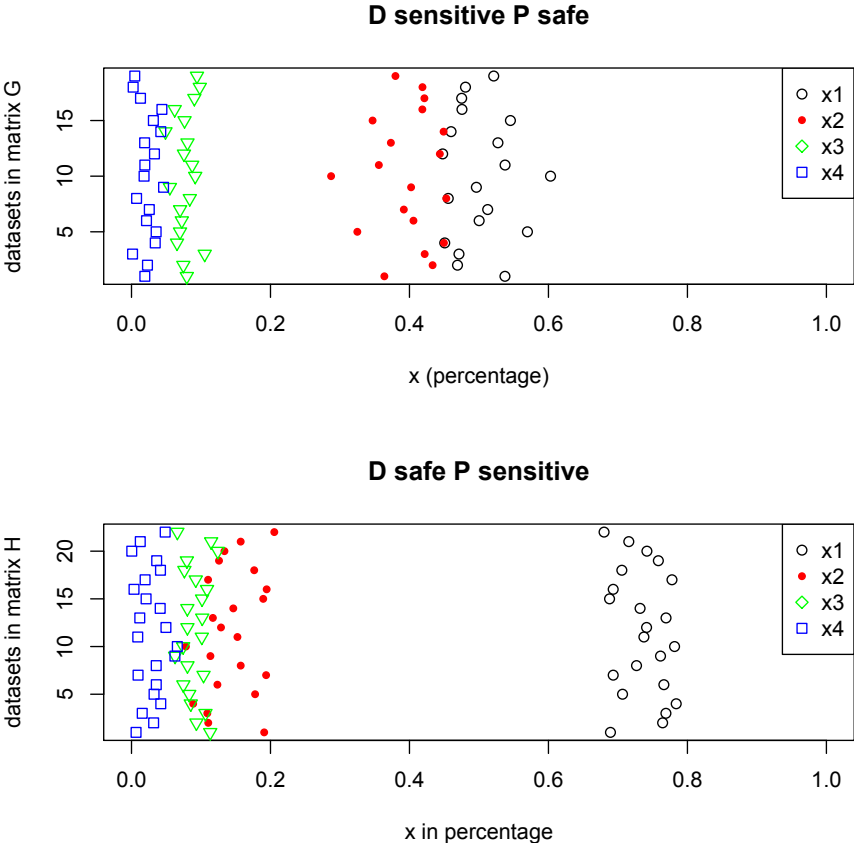 D sensitive P safe
datasets in matrix G
15
10
5
x1
x2
x3
x4
0.0 0.2 0.4 0.6 0.8 1.0
x (percentage)
D safe P sensitive
datasets in matrix H
20
15
10
5
x1
x2
x3
x4
0.0 0.2 0.4 0.6 0.8 1.0
x in percentage